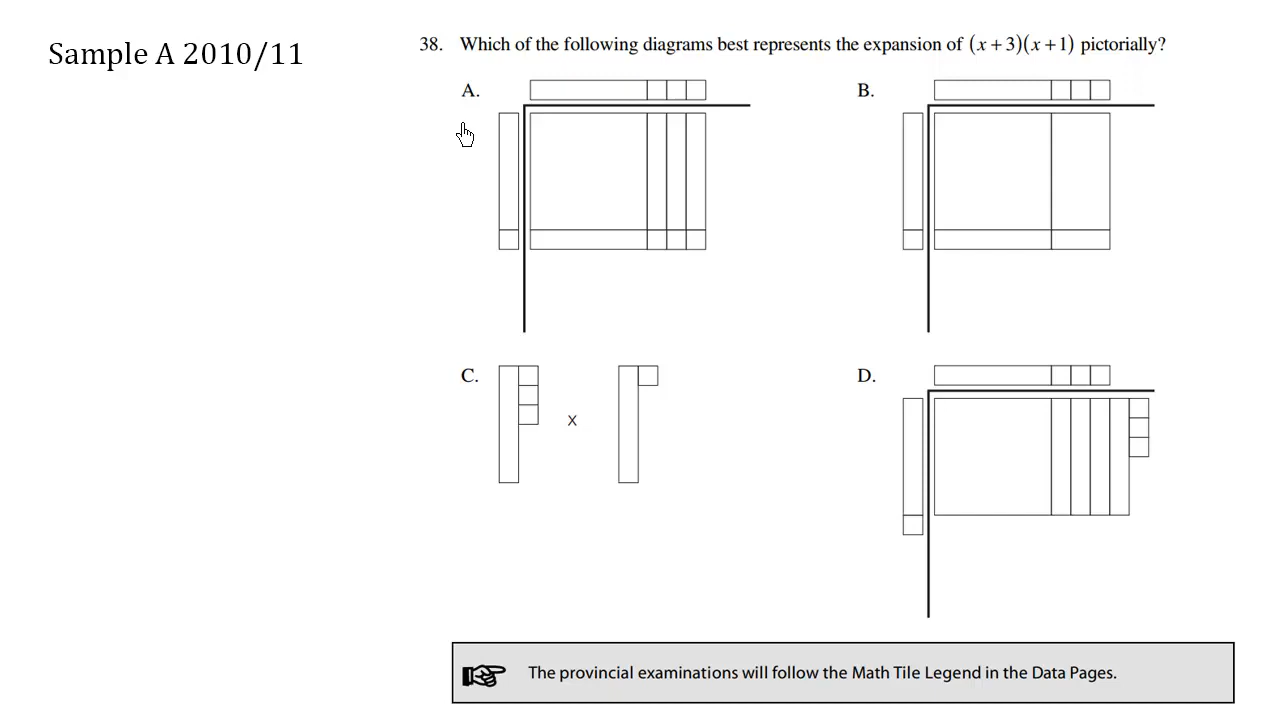 Sample A 2010/11
38. Which of the following diagrams best represents the expansion of (x + 3)(x + 1) pictorially?
A.
B.
C.
x
D.
The provincial examinations will follow the Math Tile Legend in the Data Pages.